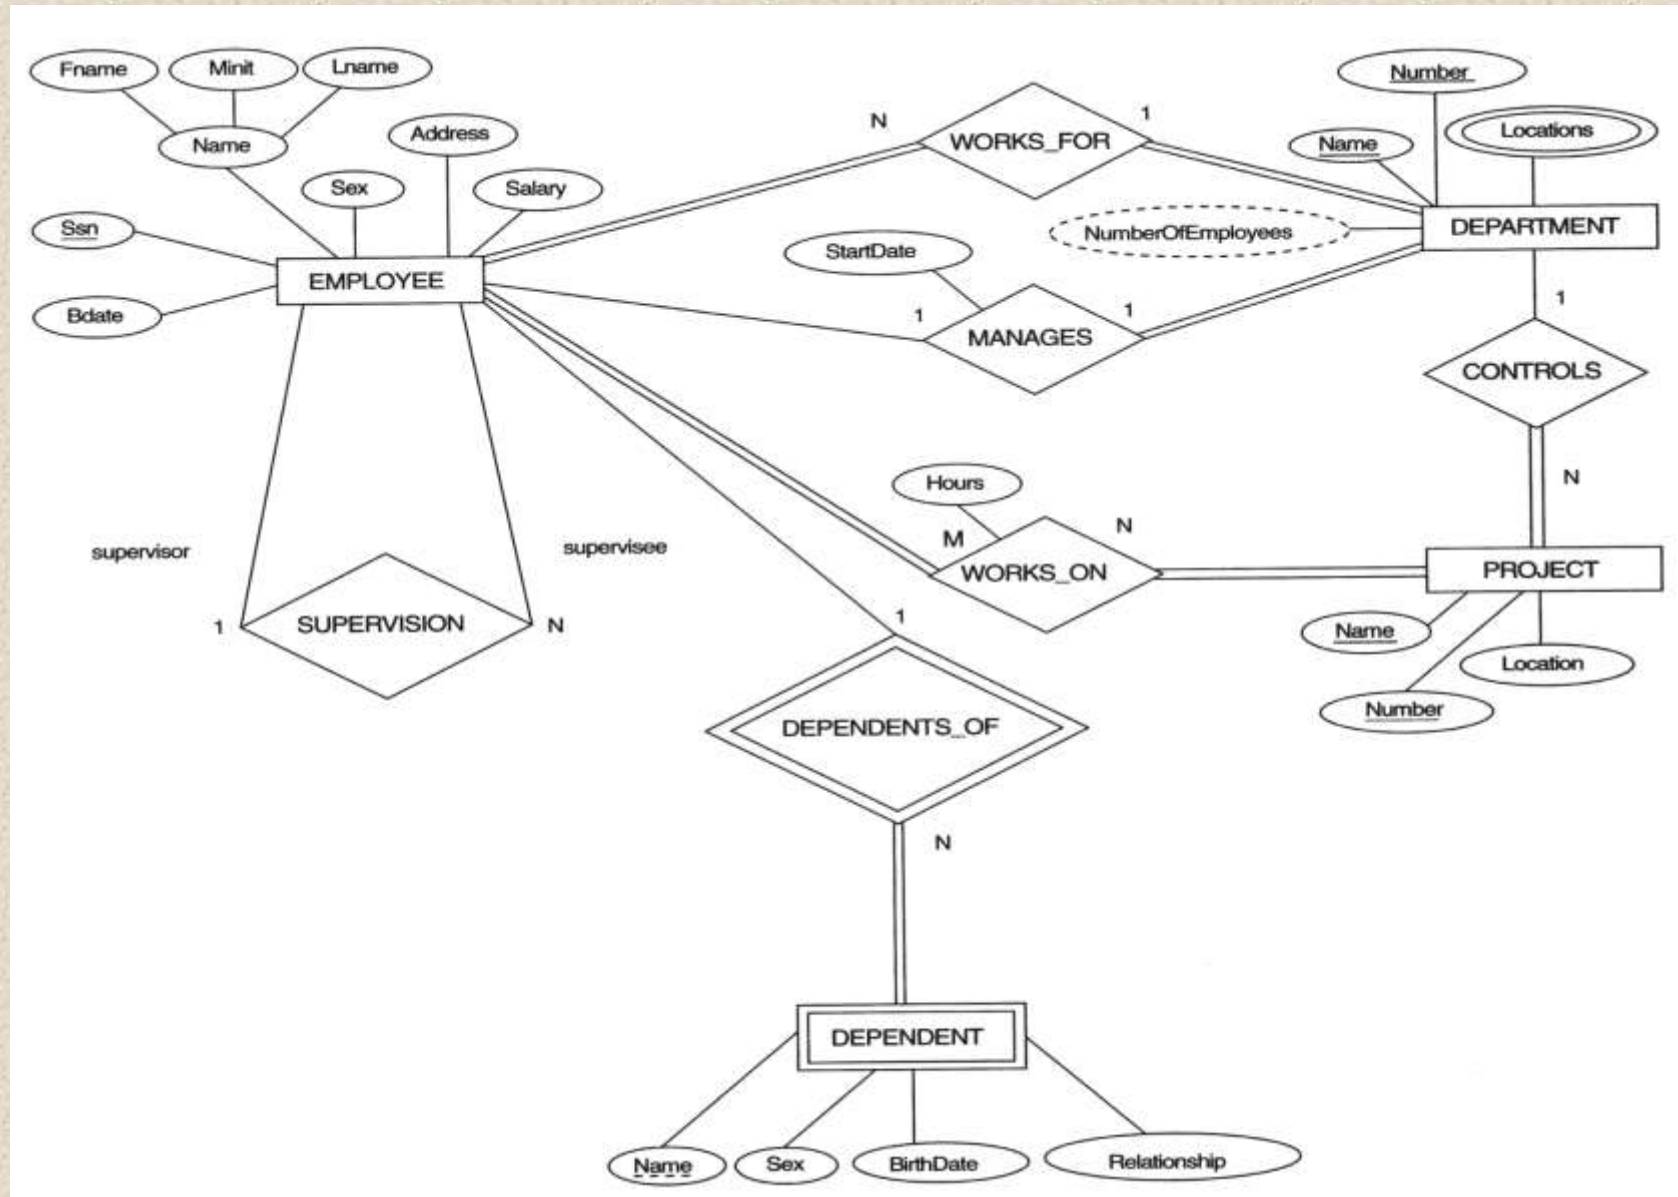 Fname
Minit
Lname
Name
Address
Sex
Salary
Ssn
Bdate
EMPLOYEE
N
WORKS_FOR
1
Number
Name
Locations
NumberOfEmployees
DEPARTMENT
StartDate
1
MANAGES
1
1
CONTROLS
N
Hours
M
WORKS_ON
N
PROJECT
Name
Number
Location
supervisor
supervisee
1
SUPERVISION
N
1
DEPENDENTS_OF
N
DEPENDENT
Name
Sex
BirthDate
Relationship